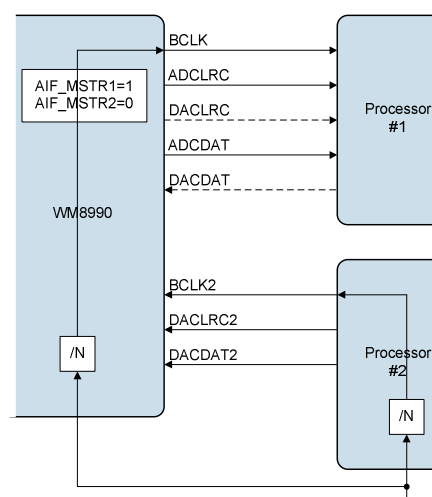 BCLK
AIF_MSTR1=1
AIF_MSTR2=0
ADCLRC
DACLRC
ADCDAT
DACDAT
Processor
#1
WM8990
BCLK2
DACLRC2
DACDAT2
/N
Processor
#2
/N